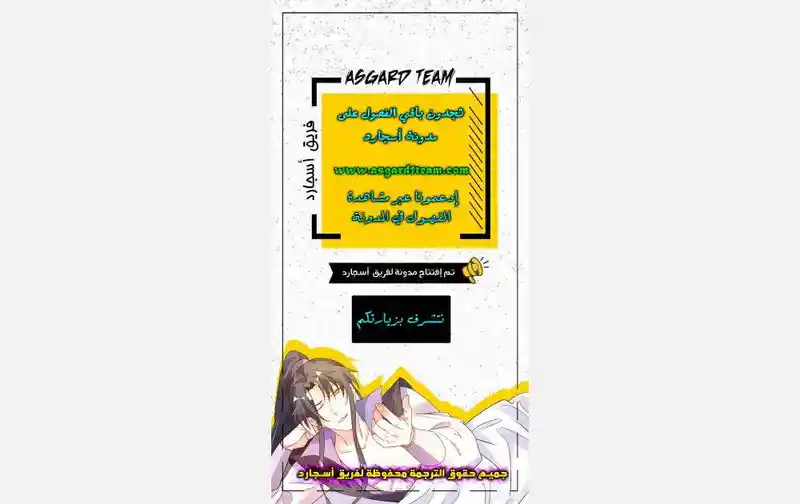 ASGARD TEAM
فريق أسجارد
تجدون باقي الفصول على
مدونة أسجارد
www.asgard1team.com
إدعمونا عبر مشاهدة
الفصول في المدونة
تم إفتتاح مدونة لفريق أسجارد
نتشرف بزيارتكم
جميع حقوق الترجمة محفوظة لفريق أسجارد